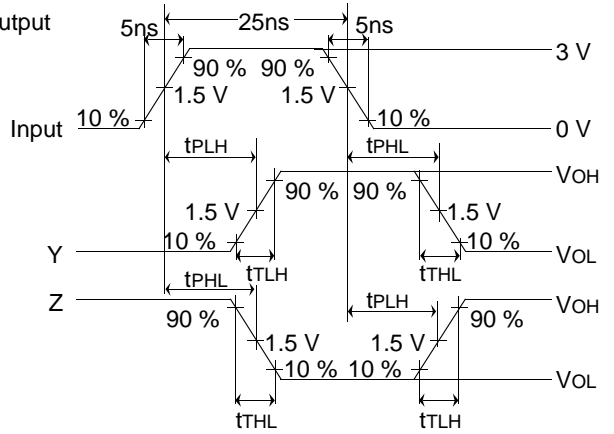 utput
5ns 25ns 5ns
3 V
90 % 90 %
1.5 V 1.5 V
10 % 10 %
Input 0 V
tPLH tPHL
VOH
90 % 90 %
1.5 V 1.5 V
10 % 10 %
Y VOL
tTLH tTHL
tPHL tPLH
Z VOH
90 % 90 %
1.5 V 1.5 V
10 % 10 %
VOL
tTHL tTLH